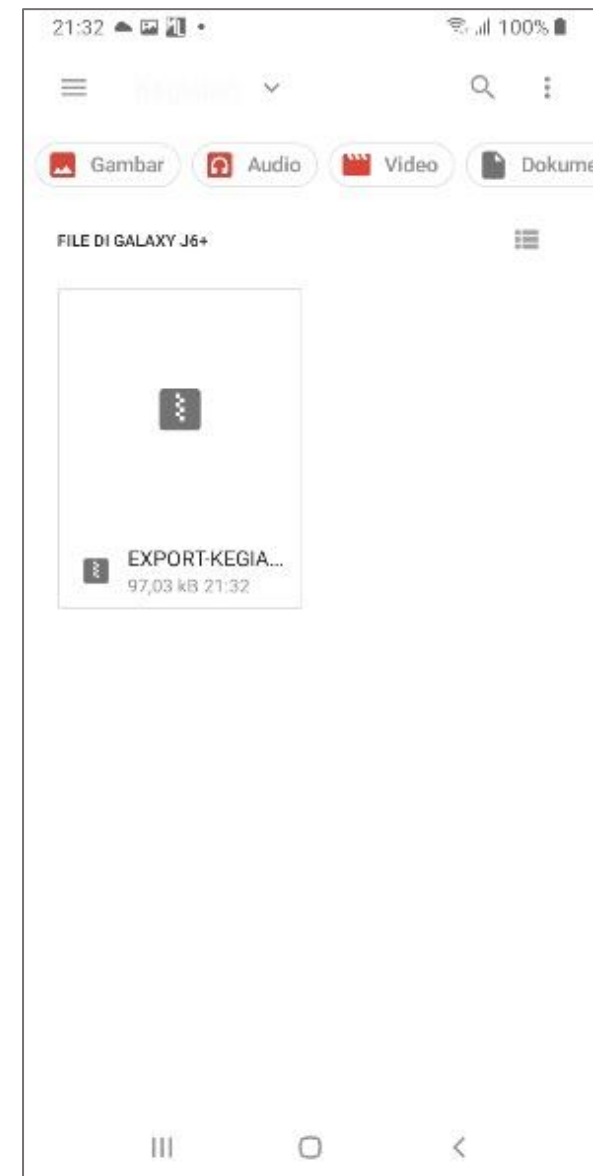 21:32
100%
Gambar
Audio
Video
Dokume
FILE DI GALAXY J6+
EXPORT-KEGIA...
97,03 kB 21:32